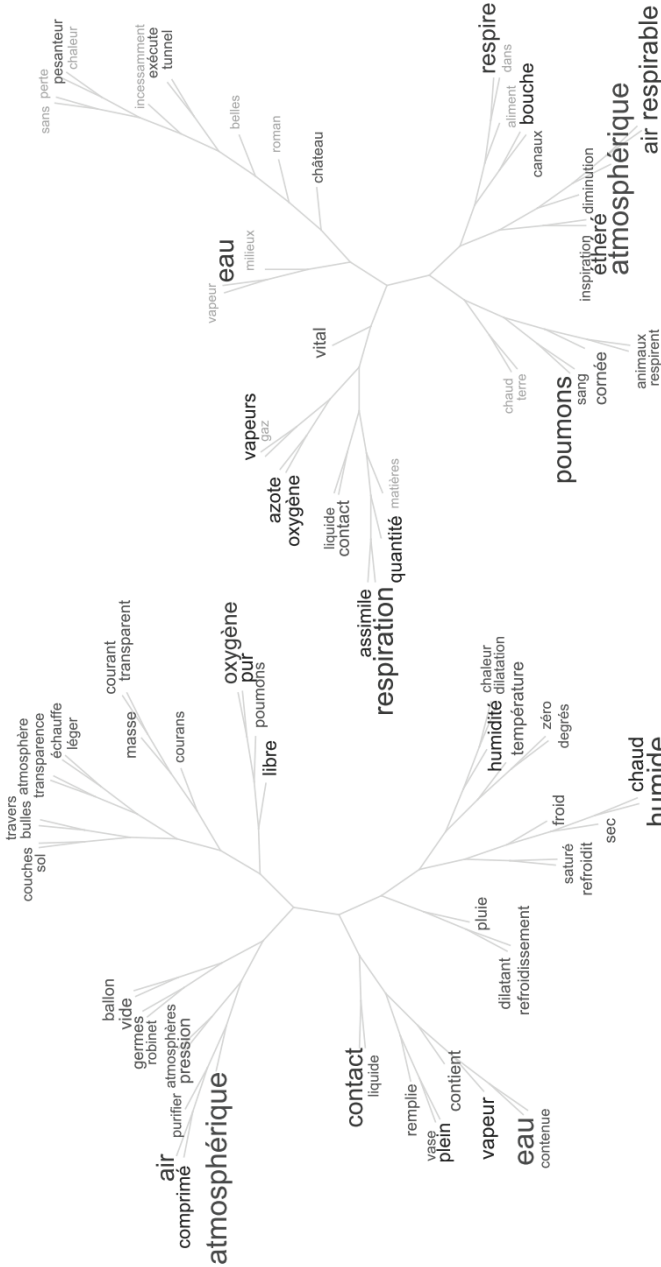 sans perte
pesanteur
chaleur
incessamment
exécute
tunnel
belles
roman
château
vapeur
eau
milieux
vital
vapeurs
gaz
azote
oxygène
liquide
contact
matières
quantité
assimile
respiration
respire
dans
aliment
bouche
canaux
air respirable
atmosphérique
diminution
éthéré
inspiration
chaud
terre
poumons
sang
cornée
animaux
respirent
travers
bulles
couches
sol
atmosphère
transparence
échauffe
léger
courant
transparent
masse
courans
oxygène
pur
poumons
libre
ballon
vide
germes
robinet
atmosphères
pression
purifier
air
comprimé
atmosphérique
contact
liquide
remplie
vase
plein
contient
vapeur
eau
contenue
chaleur
dilatation
humidité
température
zéro
degrés
froid
sec
chaud
humide
saturé
refroidit
pluie
dilatant
refroidissement